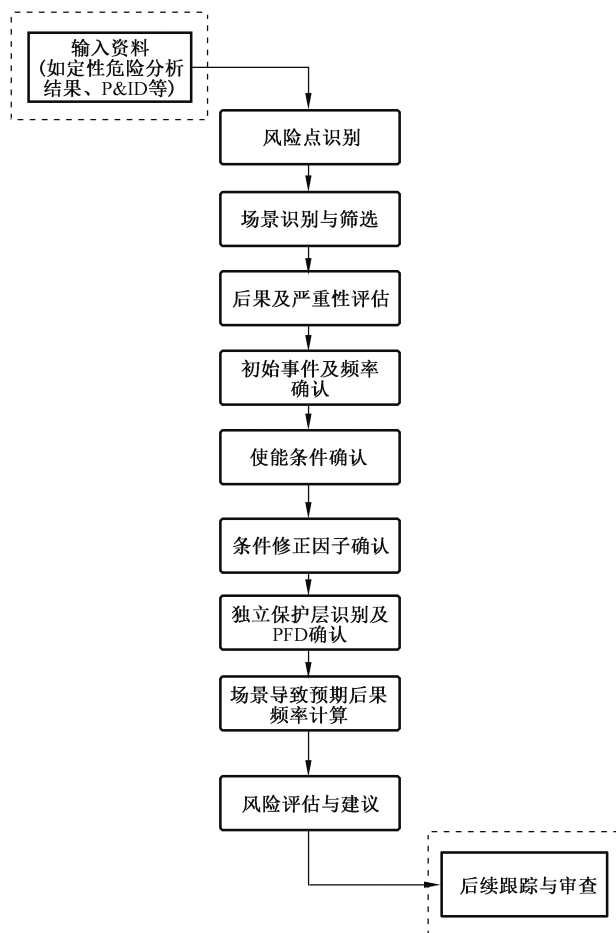 输入资料
(如定性危险分析
结果、P&ID等)
风险点识别
场景识别与筛选
后果及严重性评估
初始事件及频率
确认
使能条件确认
条件修正因子确认
独立保护层识别及
PFD确认
场景导致预期后果
频率计算
风险评估与建议
后续跟踪与审查